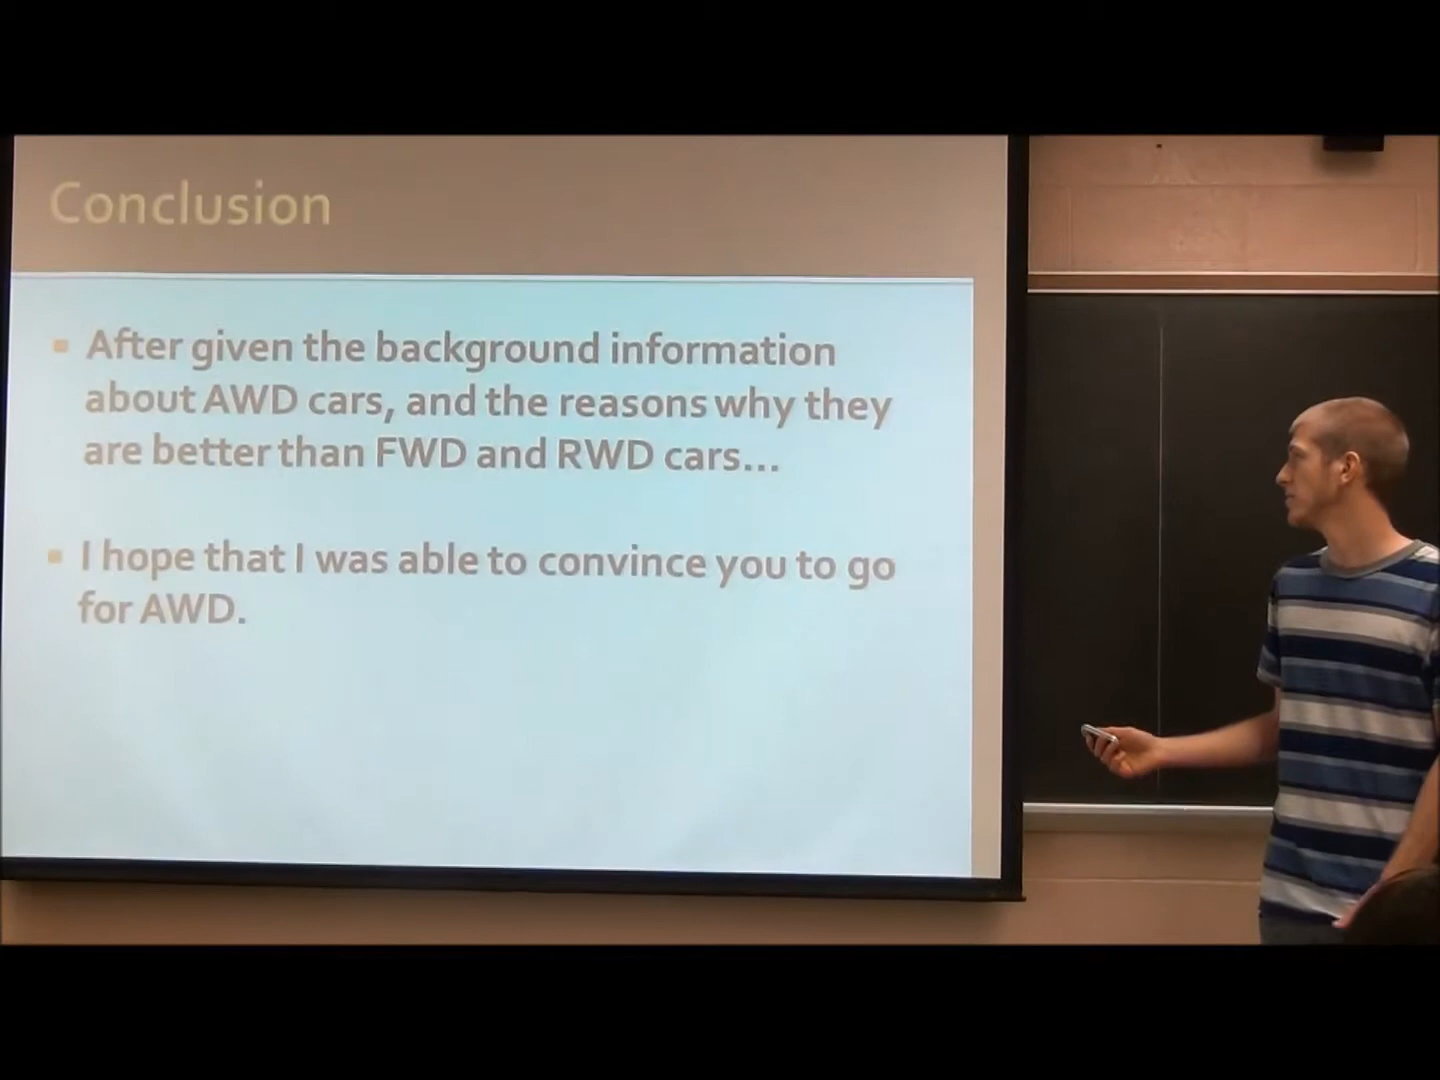 Conclusion
After given the background information
about AWD cars, and the reasons why they
are better than FWD and RWD cars...
I hope that I was able to convince you to go
for AWD.